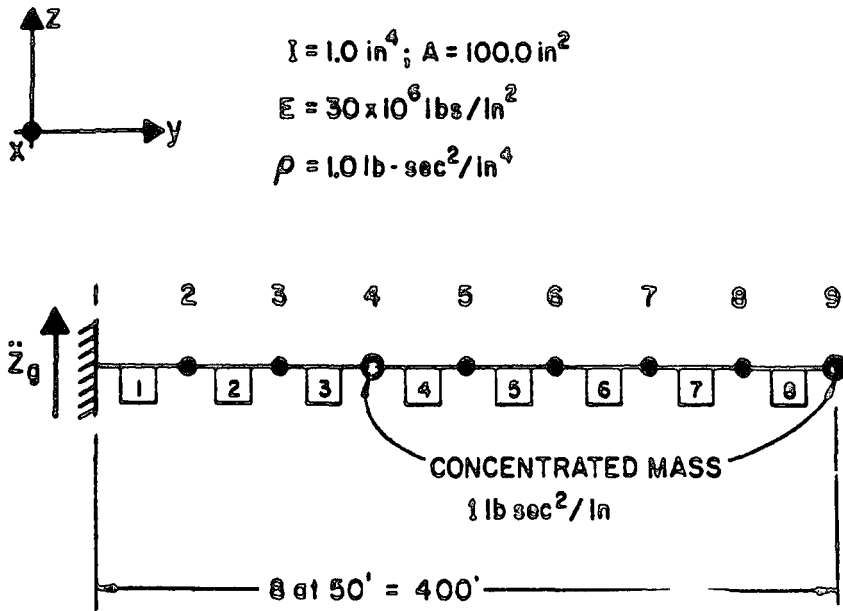 Z
X
y
I = 1.0 in⁴; A = 100.0 in²
E = 30 x 10⁶ lbs/in²
ρ = 1.0 lb - sec²/in⁴
1 2 3 4 5 6 7 8 9
z̈g
1 2 3 4 5 6 7 8
CONCENTRATED MASS
1 lb sec²/in
8 at 50' = 400'